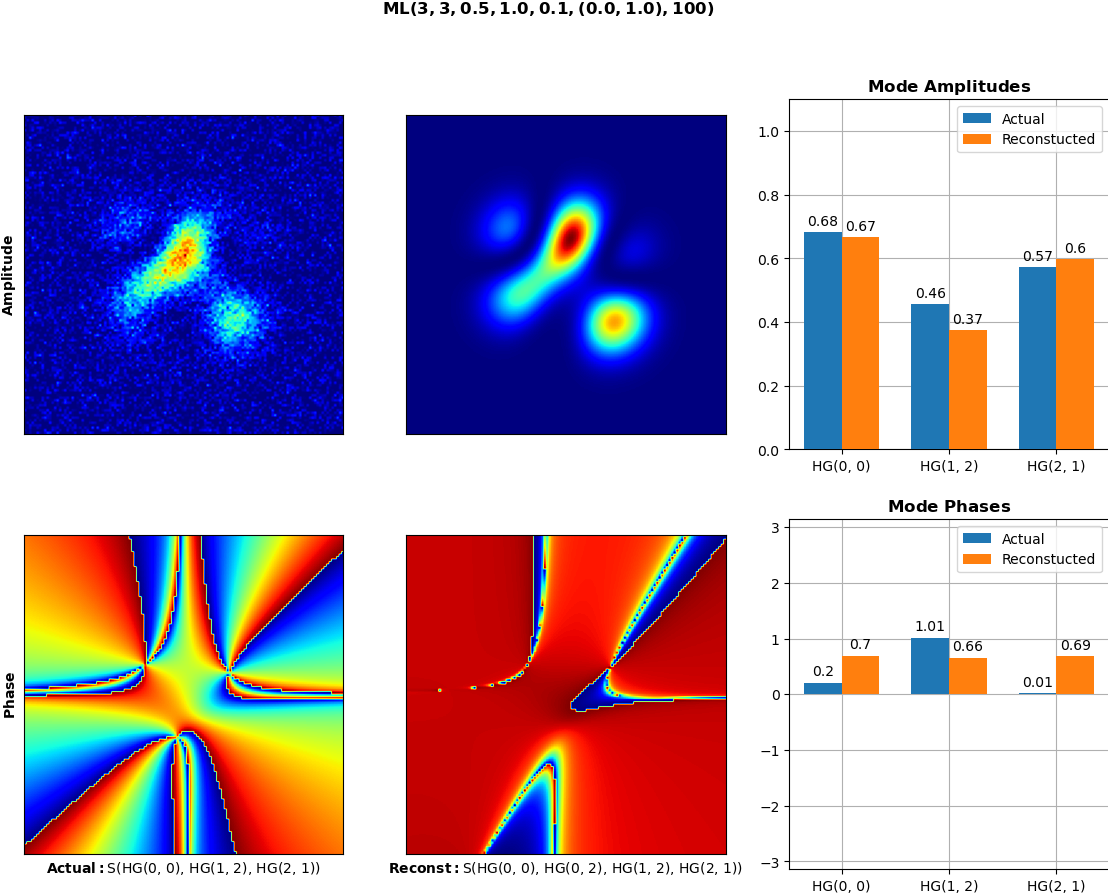 ML(3, 3, 0.5, 1.0, 0.1, (0.0, 1.0), 100)
Amplitude
Mode Amplitudes
Actual
Reconstucted
1.0
0.8
0.6
0.4
0.2
0.0
0.68
0.67
0.46
0.37
0.57
0.6
HG(0, 0)
HG(1, 2)
HG(2, 1)
Phase
Actual: S(HG(0, 0), HG(1, 2), HG(2, 1))
Reconst: S(HG(0, 0), HG(0, 2), HG(1, 2), HG(2, 1))
Mode Phases
Actual
Reconstucted
3
2
1
0
−1
−2
−3
0.2
0.7
1.01
0.66
0.01
0.69
HG(0, 0)
HG(1, 2)
HG(2, 1)